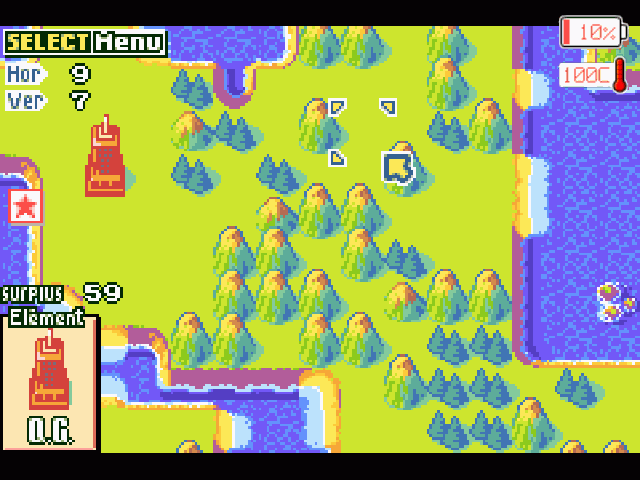 SELECT Menu
10%
Hor 9
100C
Ver 7
SURPLUS 59
Element
O.G.